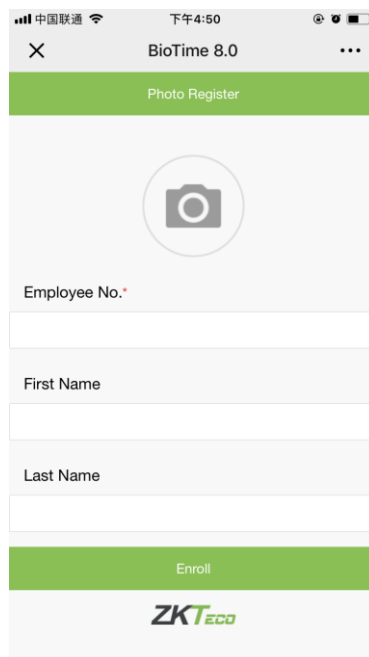 中国联通 下午4:50
BioTime 8.0
Photo Register
Employee No.*
First Name
Last Name
Enroll
ZKTeco